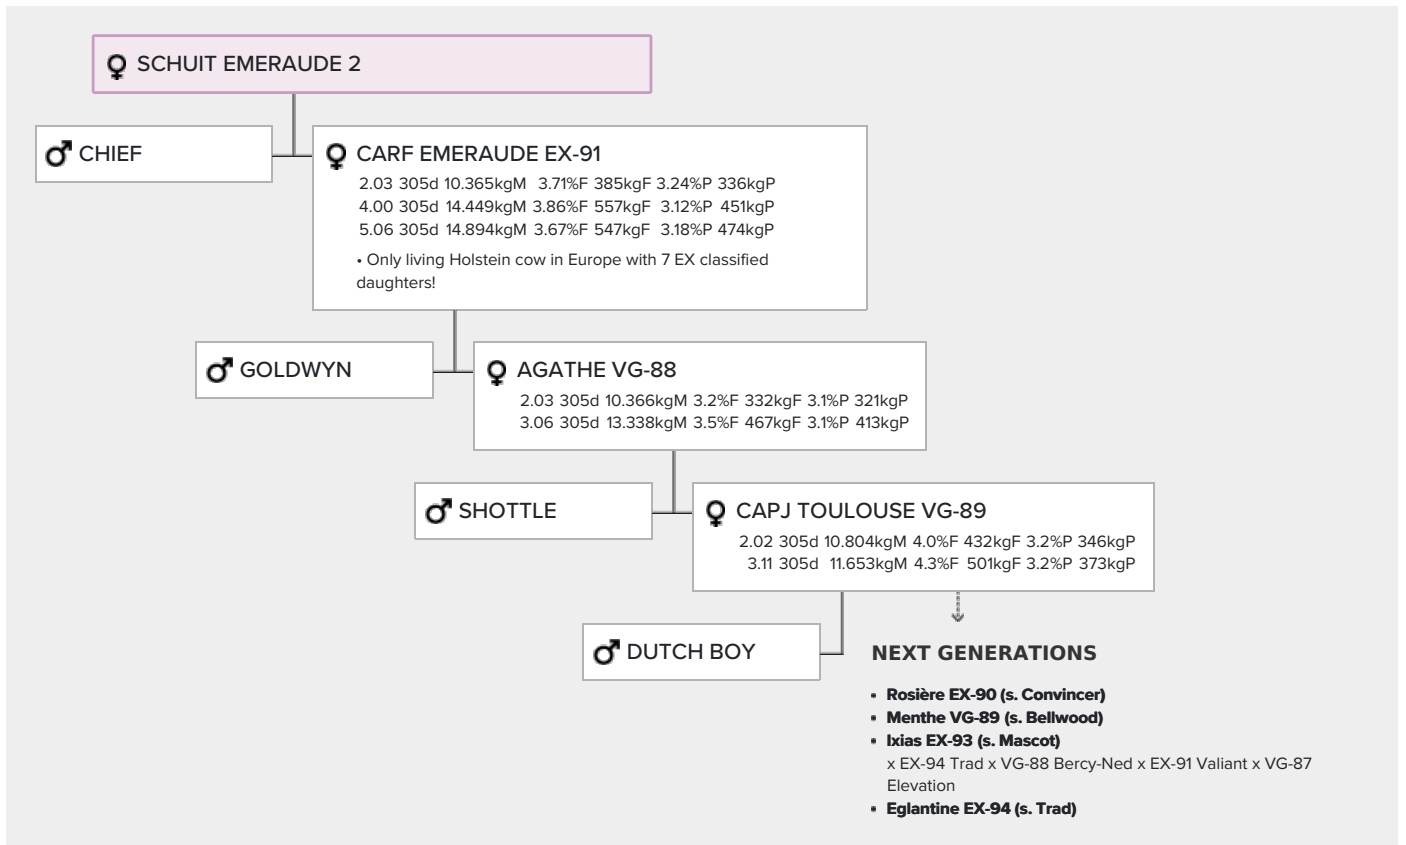 SCHUIT EMERAUDE 2
CHIEF
CARF EMERAUDE EX-91
2.03 305d 10.365kgM 3.71%F 385kgF 3.24%P 336kgP
4.00 305d 14.449kgM 3.86%F 557kgF 3.12%P 451kgP
5.06 305d 14.894kgM 3.67%F 547kgF 3.18%P 474kgP
• Only living Holstein cow in Europe with 7 EX classified
daughters!
GOLDWYN
AGATHE VG-88
2.03 305d 10.366kgM 3.2%F 332kgF 3.1%P 321kgP
3.06 305d 13.338kgM 3.5%F 467kgF 3.1%P 413kgP
SHOTTLE
CAPJ TOULOUSE VG-89
2.02 305d 10.804kgM 4.0%F 432kgF 3.2%P 346kgP
3.11 305d 11.653kgM 4.3%F 501kgF 3.2%P 373kgP
DUTCH BOY
NEXT GENERATIONS
• Rosière EX-90 (s. Convincer)
• Menthe VG-89 (s. Bellwood)
• Ixias EX-93 (s. Mascot)
x EX-94 Trad x VG-88 Bercy-Ned x EX-91 Valiant x VG-87
Elevation
• Eglantine EX-94 (s. Trad)